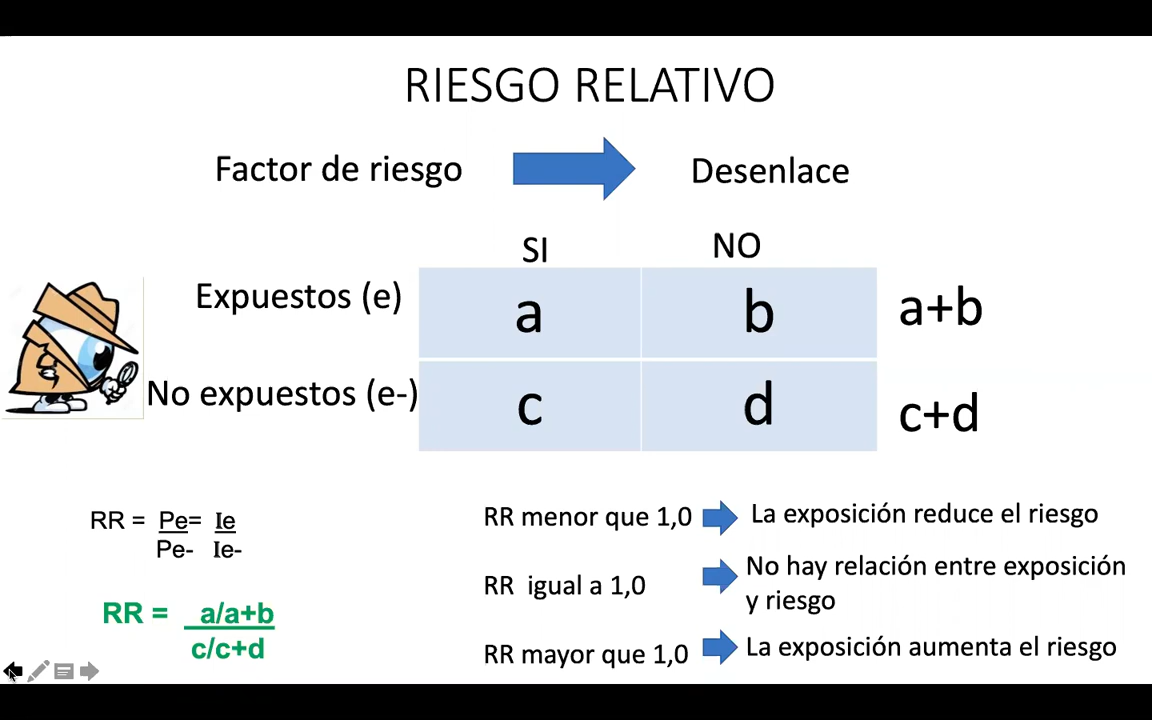 RIESGO RELATIVO
Factor de riesgo
Desenlace
SI
NO
Expuestos (e)
a
b
a+b
No expuestos (e-)
c
d
c+d
RR = Pe= Ie
Pe- Ie-
RR = a/a+b
c/c+d
RR menor que 1,0
La exposición reduce el riesgo
RR igual a 1,0
No hay relación entre exposición
y riesgo
RR mayor que 1,0
La exposición aumenta el riesgo